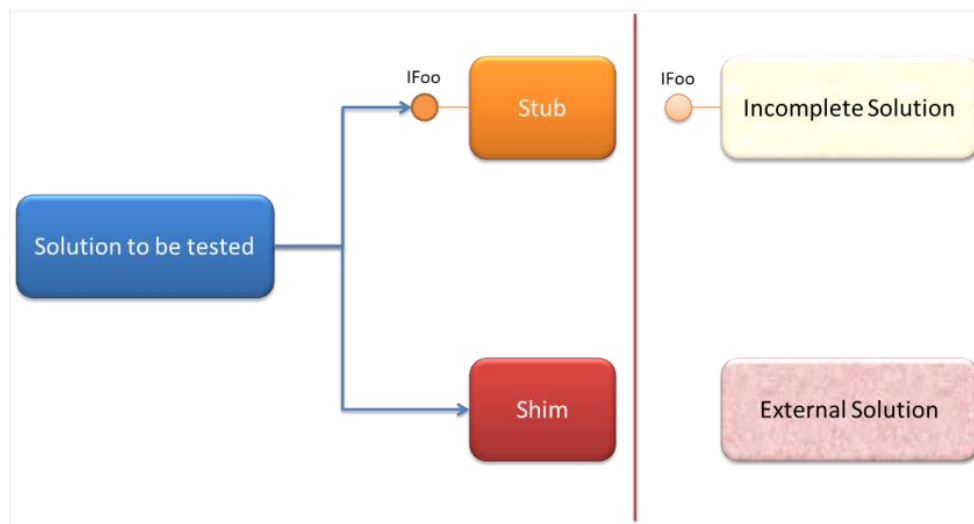 IFoo
Stub
IFoo
Incomplete Solution
Solution to be tested
Shim
External Solution